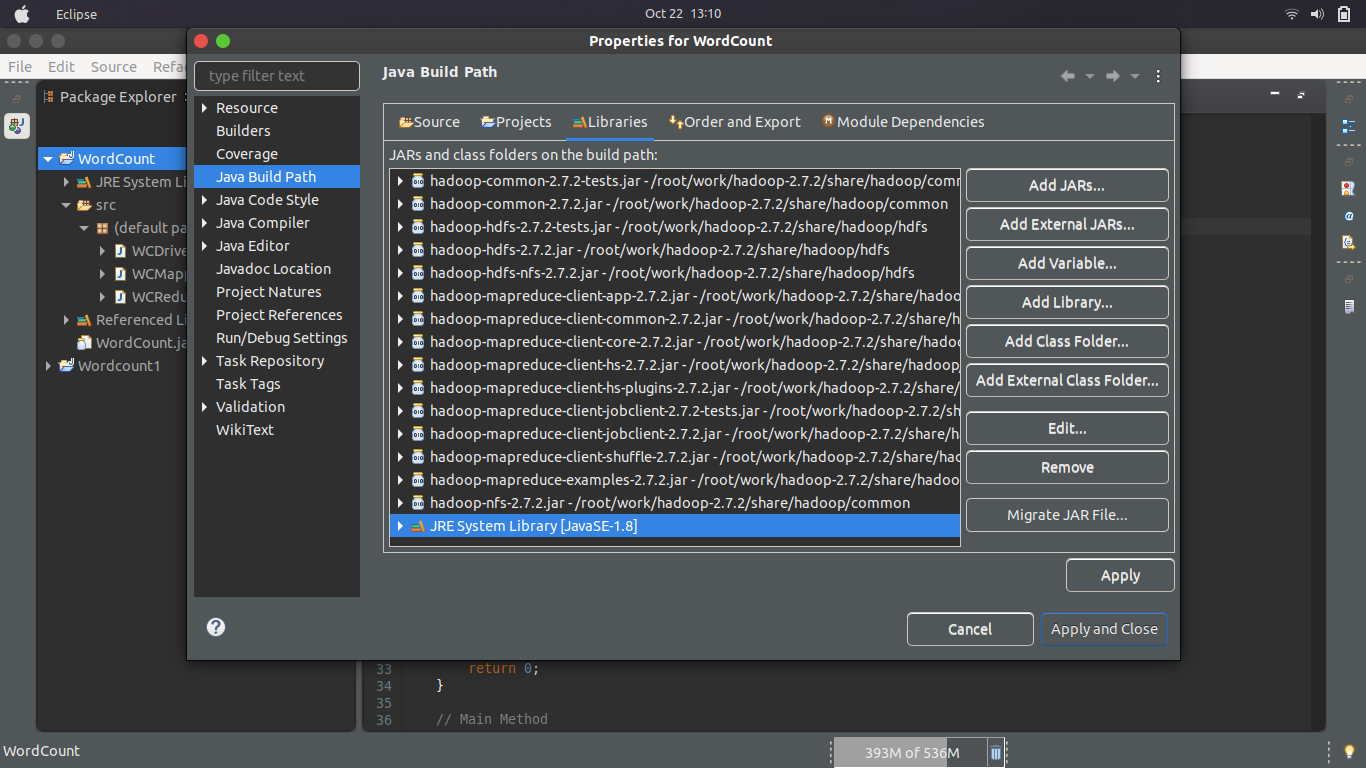 Eclipse
Oct 22 13:10
Properties for WordCount
File Edit Source Refa
type filter text
Java Build Path
Package Explorer
Resource
Builders
Coverage
Java Build Path
Java Code Style
Java Compiler
Java Editor
Javadoc Location
Project Natures
Project References
Run/Debug Settings
Task Repository
Task Tags
Validation
WikiText
WordCount
JRE System Li
src
(default pa
WCDrive
WCMapp
WCRedu
Referenced Li
WordCount.ja
Wordcount1
Source Projects Libraries Order and Export Module Dependencies
JARs and class folders on the build path:
hadoop-common-2.7.2-tests.jar - /root/work/hadoop-2.7.2/share/hadoop/comm
hadoop-common-2.7.2.jar - /root/work/hadoop-2.7.2/share/hadoop/common
hadoop-hdfs-2.7.2-tests.jar - /root/work/hadoop-2.7.2/share/hadoop/hdfs
hadoop-hdfs-2.7.2.jar - /root/work/hadoop-2.7.2/share/hadoop/hdfs
hadoop-hdfs-nfs-2.7.2.jar - /root/work/hadoop-2.7.2/share/hadoop/hdfs
hadoop-mapreduce-client-app-2.7.2.jar - /root/work/hadoop-2.7.2/share/hadoo
hadoop-mapreduce-client-common-2.7.2.jar - /root/work/hadoop-2.7.2/share/h
hadoop-mapreduce-client-core-2.7.2.jar - /root/work/hadoop-2.7.2/share/hadoo
hadoop-mapreduce-client-hs-2.7.2.jar - /root/work/hadoop-2.7.2/share/hadoop/
hadoop-mapreduce-client-hs-plugins-2.7.2.jar - /root/work/hadoop-2.7.2/share/
hadoop-mapreduce-client-jobclient-2.7.2-tests.jar - /root/work/hadoop-2.7.2/sh
hadoop-mapreduce-client-jobclient-2.7.2.jar - /root/work/hadoop-2.7.2/share/ha
hadoop-mapreduce-client-shuffle-2.7.2.jar - /root/work/hadoop-2.7.2/share/had
hadoop-mapreduce-examples-2.7.2.jar - /root/work/hadoop-2.7.2/share/hadoo
hadoop-nfs-2.7.2.jar - /root/work/hadoop-2.7.2/share/hadoop/common
JRE System Library [JavaSE-1.8]
Add JARs...
Add External JARs...
Add Variable...
Add Library...
Add Class Folder...
Add External Class Folder...
Edit...
Remove
Migrate JAR File...
Apply
Cancel Apply and Close
33 return 0;
34 }
35
36 // Main Method
WordCount
393M of 536M